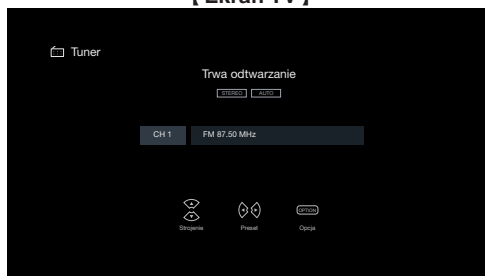 【 Ekran TV 】
Tuner
Trwa odtwarzanie
STEREO AUTO
CH 1 FM 87.50 MHz
OPTION
Strojenie Preset Opcja